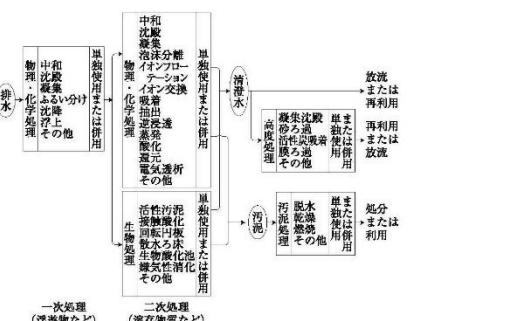 排水
物理・化学処理
中和
沈殿
凝集
ふるい分け
沈降
浮上
その他
単独使用または併用
物理・化学処理
中和
沈殿
凝集
泡沫分離
イオンフロー
テーション
イオン交換
吸着
抽出
逆浸透
蒸発
酸化
還元
電気透析
その他
単独使用または併用
生物処理
活性汚泥
接触酸化
回転円板
散水ろ床
生物酸化池
嫌気性消化
その他
単独使用または併用
清澄水
放流
または
再利用
高度処理
凝集沈殿
砂ろ過
活性炭吸着
膜ろ過
その他
単独使用
または併用
再利用
または
放流
汚泥
汚泥処理
脱水
乾燥
燃焼
その他
単独使用
または併用
処分
または
利用
一次処理
(浮遊物など)
二次処理
(溶存物質など)